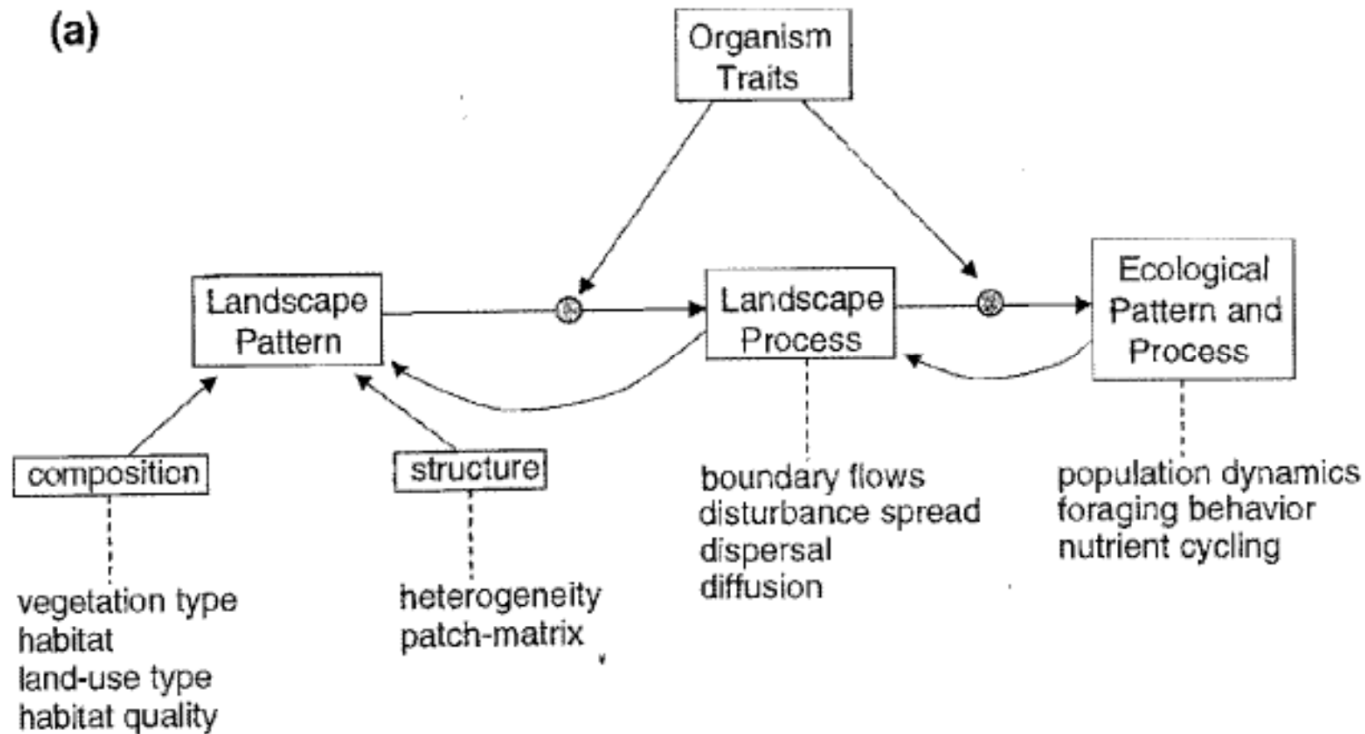 (a)
Organism
Traits
Landscape
Pattern
Landscape
Process
Ecological
Pattern and
Process
composition
structure
vegetation type
habitat
land-use type
habitat quality
heterogeneity
patch-matrix
boundary flows
disturbance spread
dispersal
diffusion
population dynamics
foraging behavior
nutrient cycling